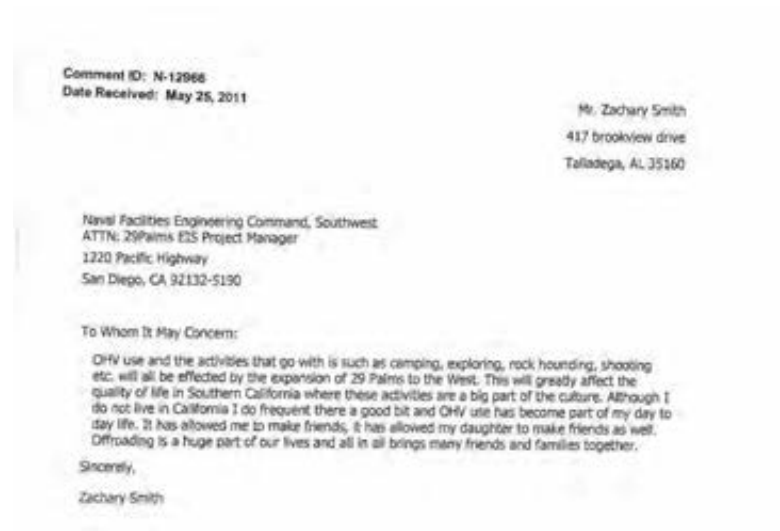 Comment ID: N-12966
Date Received: May 25, 2011
Mr. Zachary Smith
417 brookview drive
Talladega, AL 35160
Naval Facilities Engineering Command, Southwest
ATTN: 29Palms EIS Project Manager
1220 Pacific Highway
San Diego, CA 92132-5190
To Whom It May Concern:
OHV use and the activities that go with is such as camping, exploring, rock hounding, shooting
etc. will all be effected by the expansion of 29 Palms to the West. This will greatly affect the
quality of life in Southern California where these activities are a big part of the culture. Although I
do not live in California I do frequent there a good bit and OHV use has become part of my day to
day life. It has allowed me to make friends, it has allowed my daughter to make friends as well.
Offroading is a huge part of our lives and all in all brings many friends and families together.
Sincerely,
Zachary Smith